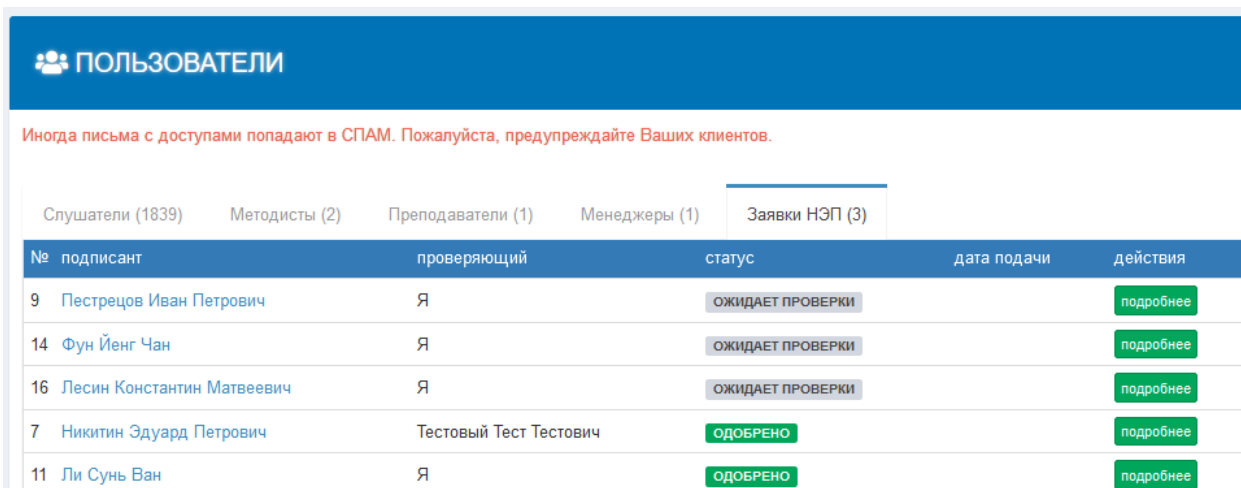 ПОЛЬЗОВАТЕЛИ
Иногда письма с доступами попадают в СПАМ. Пожалуйста, предупреждайте Ваших клиентов.
Слушатели (1839) Методисты (2) Преподаватели (1) Менеджеры (1) Заявки НЭП (3)
№ подписант проверяющий статус дата подачи действия
9 Пестрецов Иван Петрович Я ОЖИДАЕТ ПРОВЕРКИ подробнее
14 Фун Йенг Чан Я ОЖИДАЕТ ПРОВЕРКИ подробнее
16 Лесин Константин Матвеевич Я ОЖИДАЕТ ПРОВЕРКИ подробнее
7 Никитин Эдуард Петрович Тестовый Тест Тестович ОДОБРЕНО подробнее
11 Ли Сунь Ван Я ОДОБРЕНО подробнее